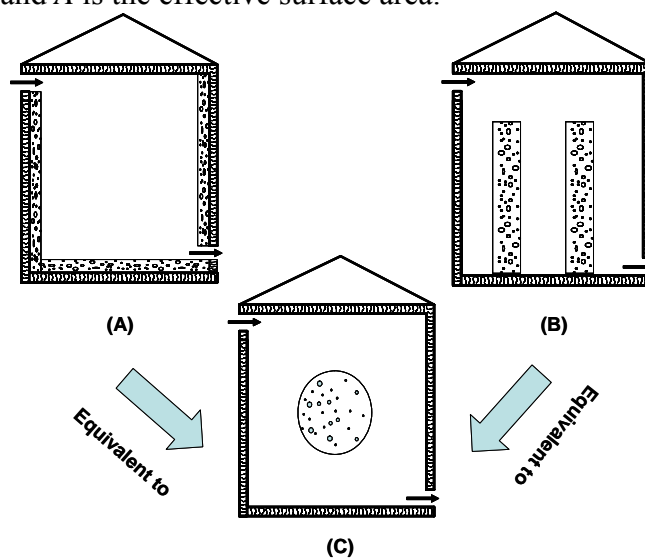 and A is the effective surface area.
(A)
(B)
Equivalent to
Equivalent to
(C)